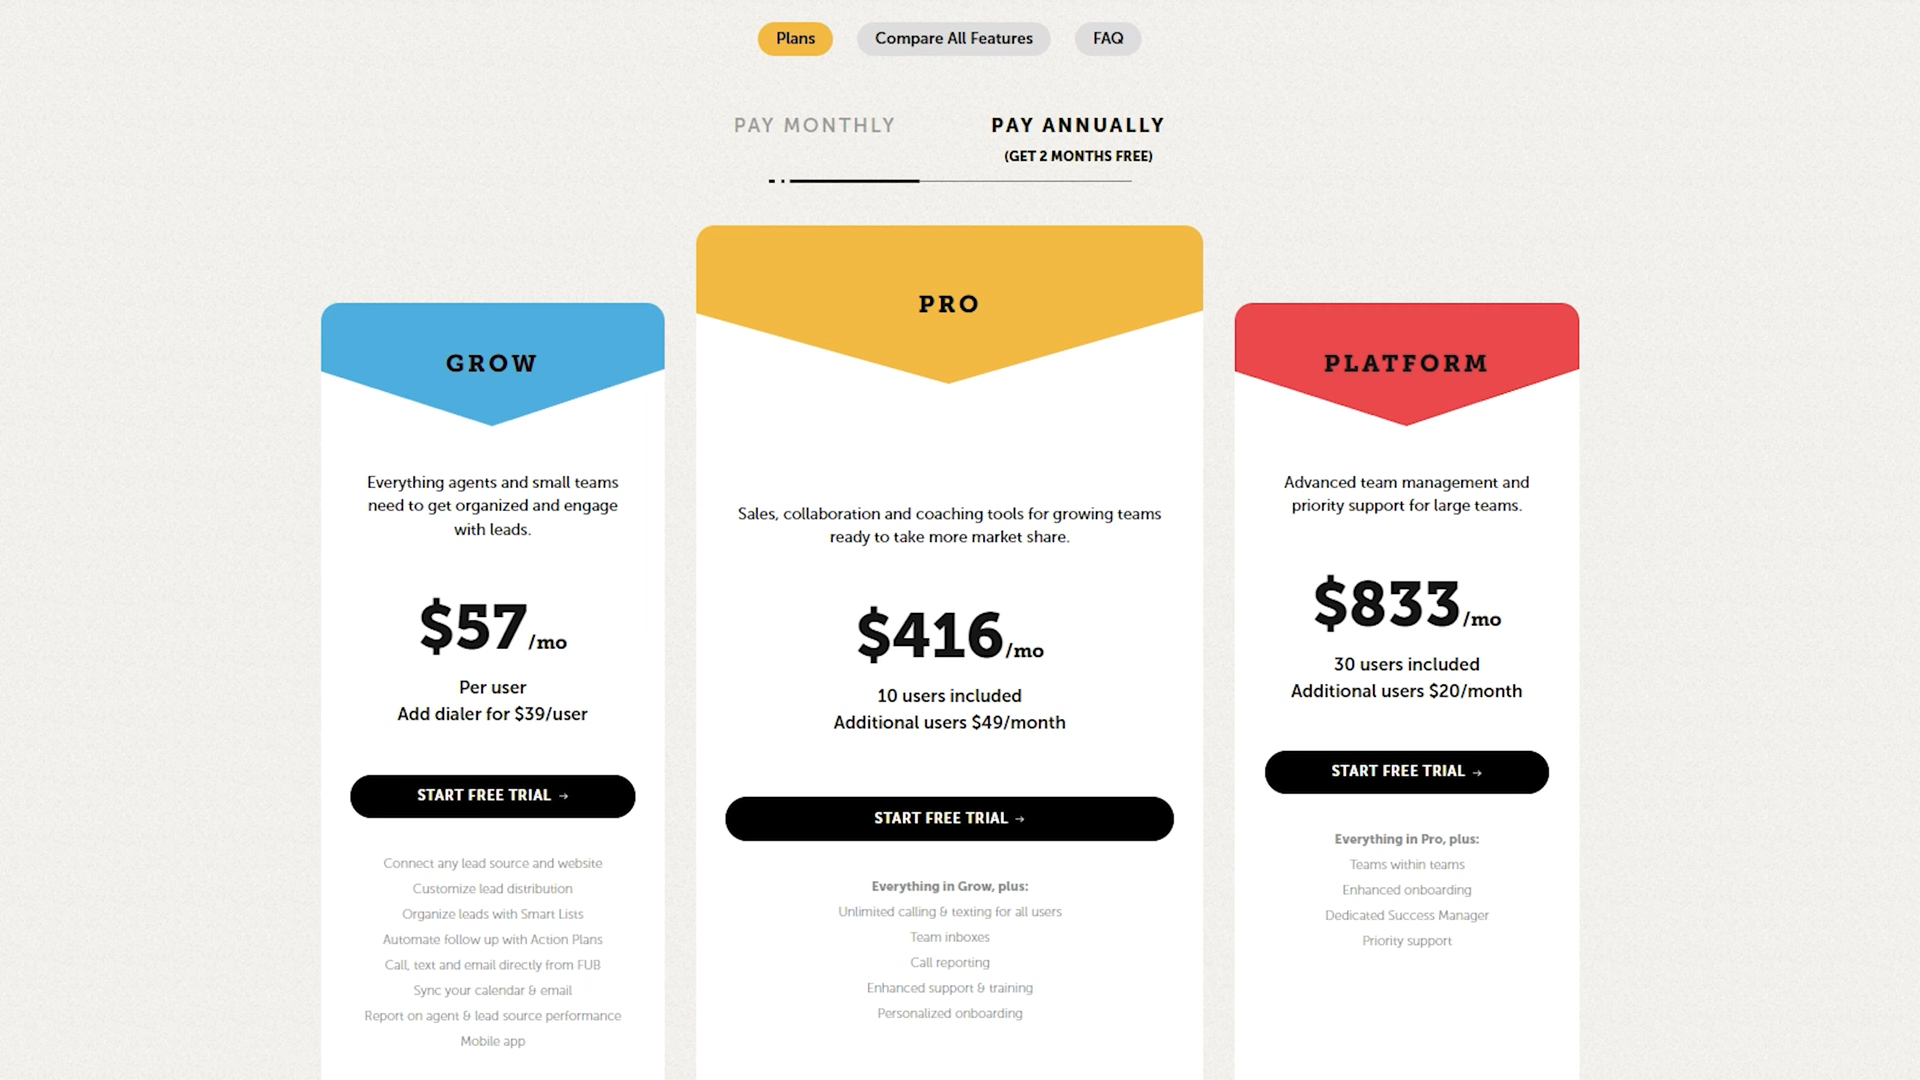 Plans
Compare All Features
FAQ
PAY MONTHLY
PAY ANNUALLY
(GET 2 MONTHS FREE)
GROW
Everything agents and small teams
need to get organized and engage
with leads.
$57/mo
Per user
Add dialer for $39/user
START FREE TRIAL →
Connect any lead source and website
Customize lead distribution
Organize leads with Smart Lists
Automate follow up with Action Plans
Call, text and email directly from FUB
Sync your calendar & email
Report on agent & lead source performance
Mobile app
PRO
Sales, collaboration and coaching tools for growing teams
ready to take more market share.
$416/mo
10 users included
Additional users $49/month
START FREE TRIAL →
Everything in Grow, plus:
Unlimited calling & texting for all users
Team inboxes
Call reporting
Enhanced support & training
Personalized onboarding
PLATFORM
Advanced team management and
priority support for large teams.
$833/mo
30 users included
Additional users $20/month
START FREE TRIAL →
Everything in Pro, plus:
Teams within teams
Enhanced onboarding
Dedicated Success Manager
Priority support